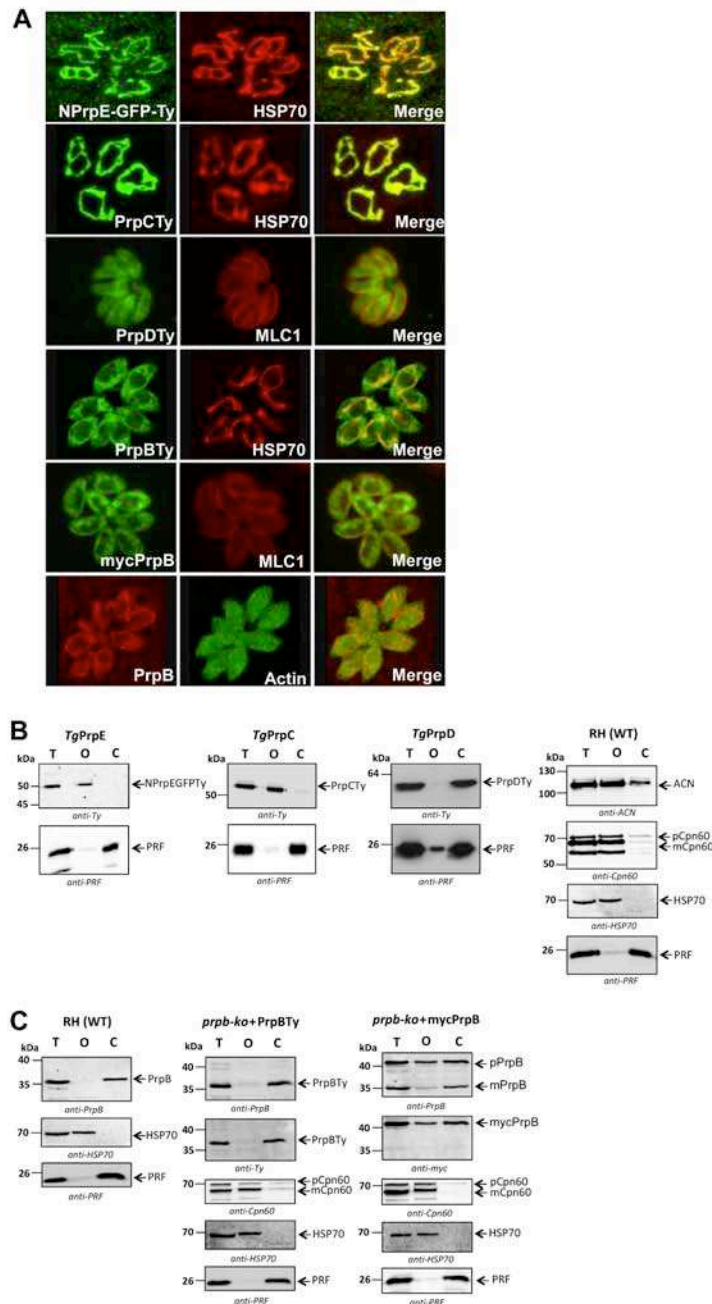 A
NPrpE-GFP-Ty HSP70 Merge
PrpCTy HSP70 Merge
PrpDTy MLC1 Merge
PrpBTy HSP70 Merge
mycPrpB MLC1 Merge
PrpB Actin Merge
B
TgPrpE TgPrpC TgPrpD RH (WT)
kDa T O C kDa T O C kDa T O C kDa T O C
50 45 NPrpEGFPTy
anti-Ty
26 PRF
anti-PRF
50 PrpCTy
anti-Ty
26 PRF
anti-PRF
64 50 PrpDTy
anti-Ty
26 PRF
anti-PRF
130 100 ACN
anti-ACN
70 50 pCpn60
mCpn60
anti-Cpn60
70 HSP70
anti-HSP70
26 PRF
anti-PRF
C
RH (WT) prpb-ko+PrpBTy prpb-ko+mycPrpB
kDa T O C kDa T O C kDa T O C
40 35 PrpB
anti-PrpB
70 HSP70
anti-HSP70
26 PRF
anti-PRF
40 35 PrpBTy
anti-PrpB
40 35 PrpBTy
anti-Ty
70 pCpn60
mCpn60
anti-Cpn60
70 HSP70
anti-HSP70
26 PRF
anti-PRF
40 pPrpB
35 mPrpB
anti-PrpB
40 35 mycPrpB
anti-myc
70 pCpn60
mCpn60
anti-Cpn60
70 HSP70
anti-HSP70
26 PRF
anti-PRF